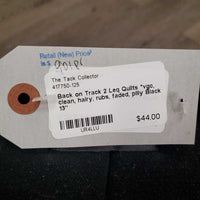 Retail (New) Price
is $
The Tack Collector
417750-125
Back on Track 2 Leg Quilts *vgc,
clean, hairy, rubs, faded, pilly Black
13"
$44.00